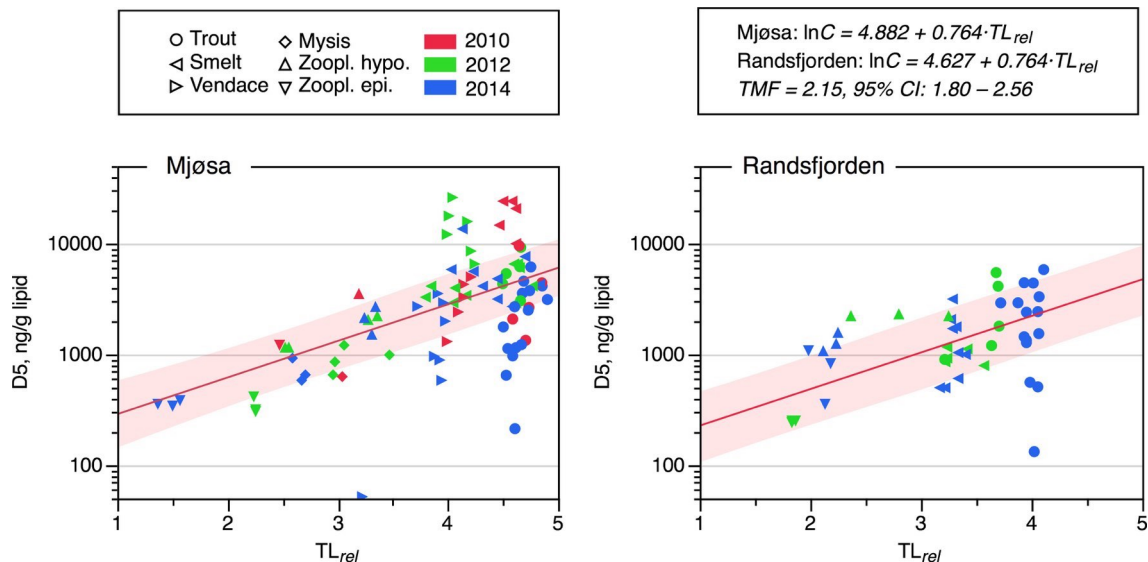 Trout
Smelt
Vendace
Mysis
Zoopl. hypo.
Zoopl. epi.
2010
2012
2014
Mjøsa: lnC = 4.882 + 0.764·TLrel
Randsfjorden: lnC = 4.627 + 0.764·TLrel
TMF = 2.15, 95% CI: 1.80 – 2.56
Mjøsa
D5, ng/g lipid
10000
1000
100
1 2 3 4 5
TLrel
Randsfjorden
D5, ng/g lipid
10000
1000
100
1 2 3 4 5
TLrel